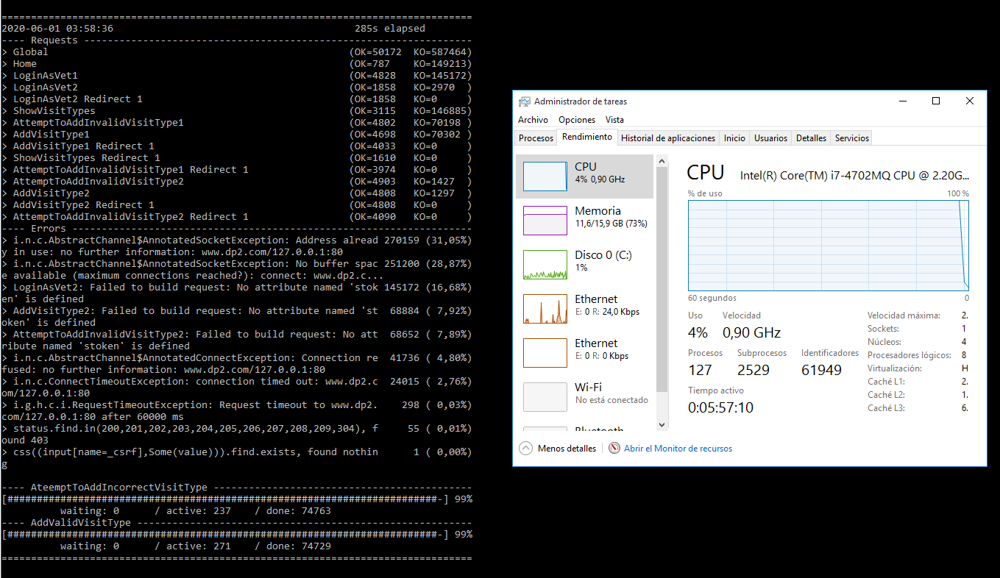 ================================================================================
2020-06-01 03:58:36                                         285s elapsed
---- Requests ------------------------------------------------------------------
> Global                                                   (OK=50172  KO=587464)
> Home                                                     (OK=787    KO=149213)
> LoginAsVet1                                              (OK=4828   KO=145172)
> LoginAsVet2                                              (OK=1858   KO=2970  )
> LoginAsVet2 Redirect 1                                   (OK=1858   KO=0     )
> ShowVisitTypes                                           (OK=3115   KO=146885)
> AttemptToAddInvalidVisitType1                            (OK=4802   KO=70198 )
> AddVisitType1                                            (OK=4698   KO=70302 )
> AddVisitType1 Redirect 1                                 (OK=4033   KO=0     )
> ShowVisitTypes Redirect 1                                (OK=1610   KO=0     )
> AttemptToAddInvalidVisitType1 Redirect 1                 (OK=3974   KO=0     )
> AttemptToAddInvalidVisitType2                            (OK=4903   KO=1427  )
> AddVisitType2                                            (OK=4808   KO=1297  )
> AddVisitType2 Redirect 1                                 (OK=4808   KO=0     )
> AttemptToAddInvalidVisitType2 Redirect 1                 (OK=4090   KO=0     )
---- Errors --------------------------------------------------------------------
> i.n.c.AbstractChannel$AnnotatedSocketException: Address alread 270159 (31,05%)
y in use: no further information: www.dp2.com/127.0.0.1:80
> i.n.c.AbstractChannel$AnnotatedSocketException: No buffer spac 251200 (28,87%)
e available (maximum connections reached?): connect: www.dp2.c...
> LoginAsVet2: Failed to build request: No attribute named 'stok 145172 (16,68%)
en' is defined
> AddVisitType2: Failed to build request: No attribute named 'st  68884 ( 7,92%)
oken' is defined
> AttemptToAddInvalidVisitType2: Failed to build request: No att  68652 ( 7,89%)
ribute named 'stoken' is defined
> i.n.c.AbstractChannel$AnnotatedConnectException: Connection re  41736 ( 4,80%)
fused: no further information: www.dp2.com/127.0.0.1:80
> i.n.c.ConnectTimeoutException: connection timed out: www.dp2.c  24015 ( 2,76%)
om/127.0.0.1:80
> i.g.h.c.i.RequestTimeoutException: Request timeout to www.dp2.    298 ( 0,03%)
com/127.0.0.1:80 after 60000 ms
> status.find.in(200,201,202,203,204,205,206,207,208,209,304), f     55 ( 0,01%)
ound 403
> css((input[name=_csrf],Some(value))).find.exists, found nothin      1 ( 0,00%)
g
---- AteemptToAddIncorrectVisitType --------------------------------------------
[#########################################################################-] 99%
          waiting: 0      / active: 237    / done: 74763
---- AddValidVisitType ---------------------------------------------------------
[#########################################################################-] 99%
          waiting: 0      / active: 271    / done: 74729
================================================================================
Administrador de tareas
Archivo Opciones Vista
Procesos Rendimiento Historial de aplicaciones Inicio Usuarios Detalles Servicios
CPU
4% 0,90 GHz
Memoria
11,6/15,9 GB (73%)
Disco 0 (C:)
1%
Ethernet
E: 0 R: 24,0 Kbps
Ethernet
E: 0 R: 0 Kbps
Wi-Fi
No está conectado
Bluetooth
CPU Intel(R) Core(TM) i7-4702MQ CPU @ 2.20G...
% de uso 100 %
60 segundos 0
Uso Velocidad
4% 0,90 GHz
Procesos Subprocesos Identificadores
127 2529 61949
Tiempo activo
0:05:57:10
Velocidad máxima: 2.
Sockets: 1
Núcleos: 4
Procesadores lógicos: 8
Virtualización: H
Caché L1: 2.
Caché L2: 1.
Caché L3: 6.
Menos detalles Abrir el Monitor de recursos